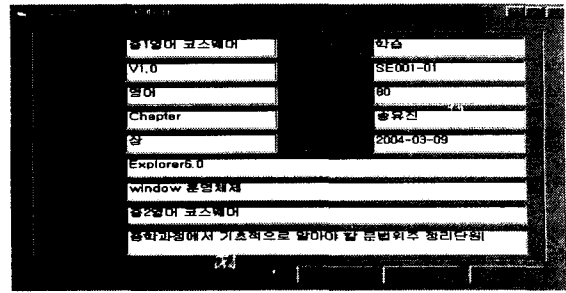 중1영어 코스웨어 학습
V1.0 SE001-01
영어 80
Chapter 송유진
장 2004-03-09
Explorer6.0
window 운영체제
중2영어 코스웨어
중학과정에서 기초적으로 알아야 할 문법위주 정리단원